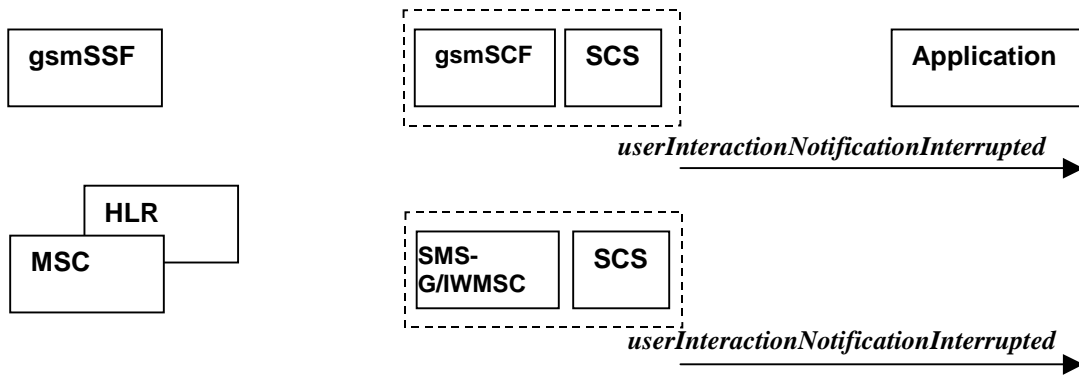 gsmSSF
gsmSCF
SCS
Application
userInteractionNotificationInterrupted
HLR
MSC
SMS-
G/IWMSC
SCS
userInteractionNotificationInterrupted